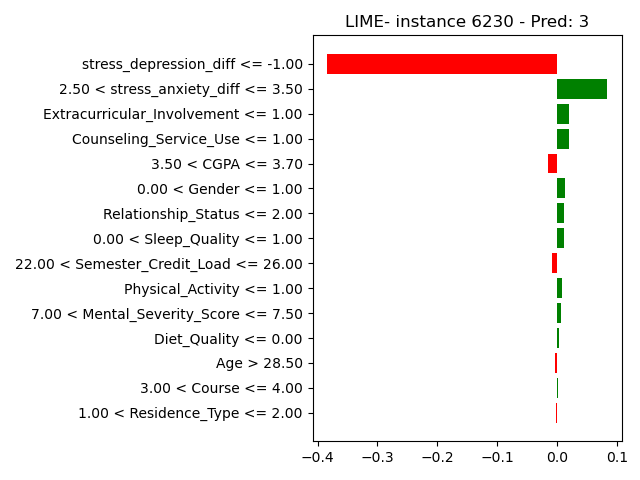 LIME- instance 6230 - Pred: 3
stress_depression_diff <= -1.00
2.50 < stress_anxiety_diff <= 3.50
Extracurricular_Involvement <= 1.00
Counseling_Service_Use <= 1.00
3.50 < CGPA <= 3.70
0.00 < Gender <= 1.00
Relationship_Status <= 2.00
0.00 < Sleep_Quality <= 1.00
22.00 < Semester_Credit_Load <= 26.00
Physical_Activity <= 1.00
7.00 < Mental_Severity_Score <= 7.50
Diet_Quality <= 0.00
Age > 28.50
3.00 < Course <= 4.00
1.00 < Residence_Type <= 2.00
−0.4 −0.3 −0.2 −0.1 0.0 0.1